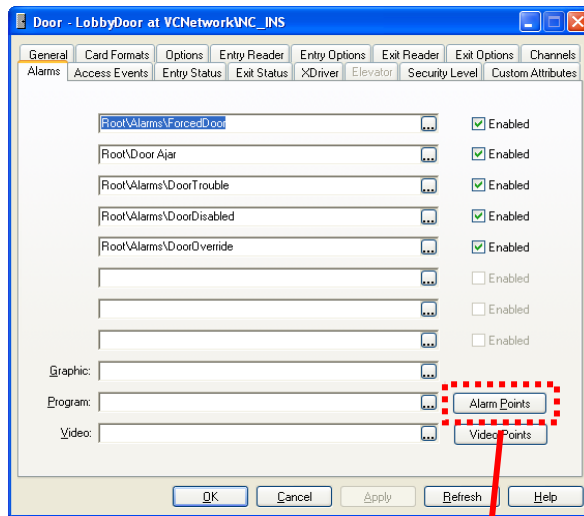 Door - LobbyDoor at VCNetwork\NC_INS
General Card Formats Options Entry Reader Entry Options Exit Reader Exit Options Channels
Alarms Access Events Entry Status Exit Status XDriver Elevator Security Level Custom Attributes
Root\Alarms\ForcedDoor ... Enabled
Root\Door Ajar ... Enabled
Root\Alarms\DoorTrouble ... Enabled
Root\Alarms\DoorDisabled ... Enabled
Root\Alarms\DoorOverride ... Enabled
... Enabled
... Enabled
... Enabled
Graphic: ...
Program: ... Alarm Points
Video: ... Video Points
OK Cancel Apply Refresh Help